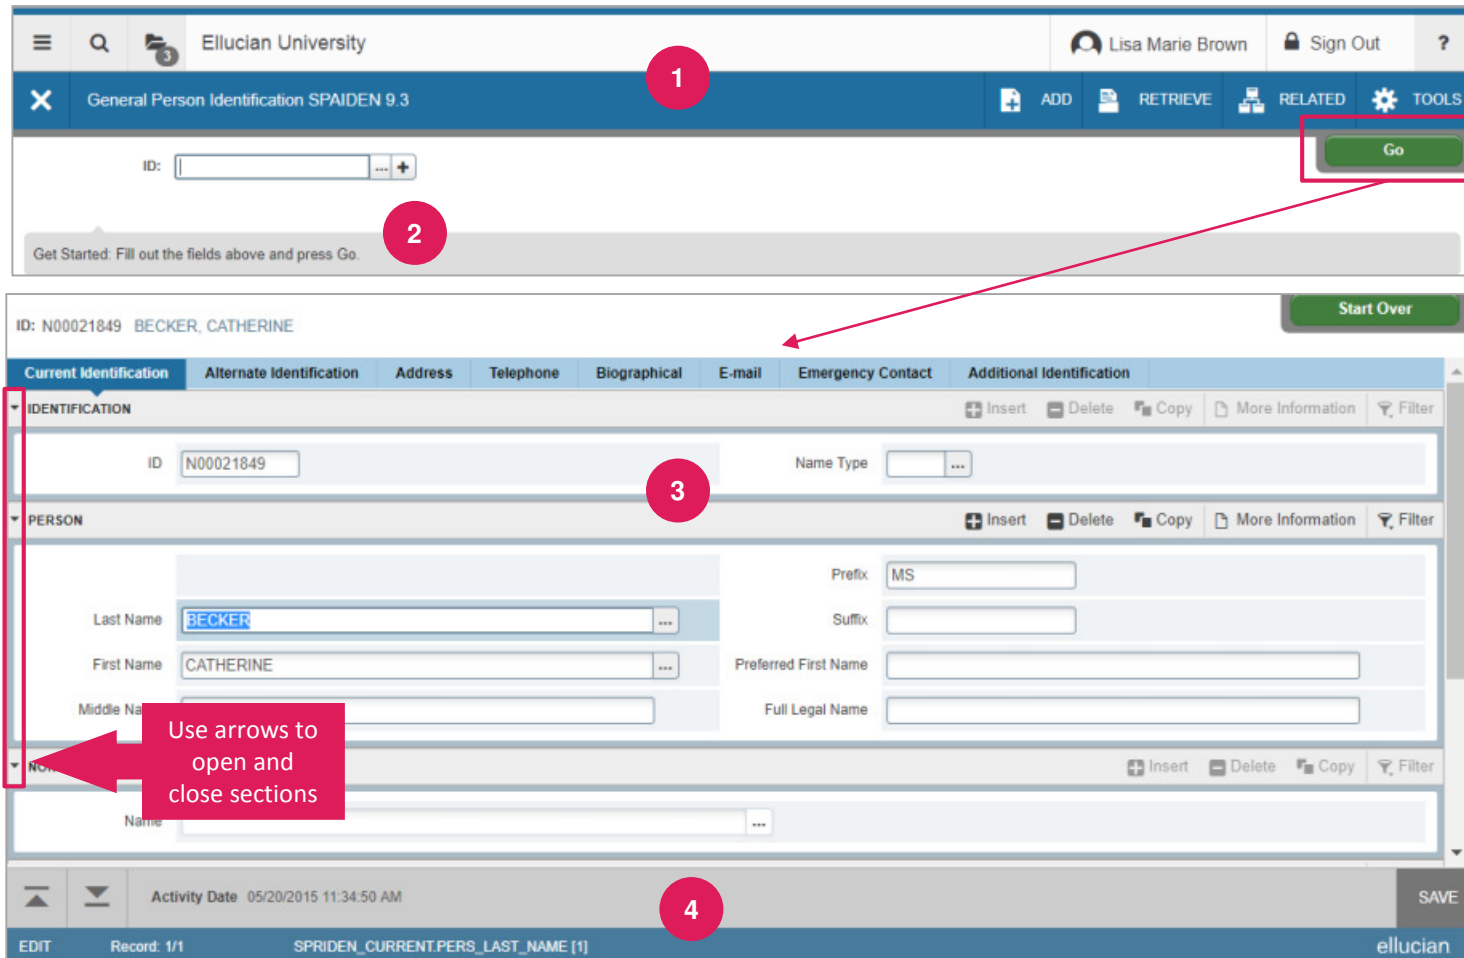 3 Ellucian University Lisa Marie Brown Sign Out ?
1
General Person Identification SPAIDEN 9.3 ADD RETRIEVE RELATED TOOLS
Go
ID: ...
2
Get Started: Fill out the fields above and press Go.
Start Over
ID: N00021849 BECKER, CATHERINE
Current Identification Alternate Identification Address Telephone Biographical E-mail Emergency Contact Additional Identification
IDENTIFICATION Insert Delete Copy More Information Filter
ID N00021849 Name Type ...
3
PERSON Insert Delete Copy More Information Filter
Prefix MS
Last Name BECKER ... Suffix
First Name CATHERINE ... Preferred First Name
Middle Full Legal Name
Use arrows to
open and
close sections
Insert Delete Copy Filter
Name ...
Activity Date 05/20/2015 11:34:50 AM SAVE
4
EDIT Record: 1/1 SPRIDEN_CURRENT.PERS_LAST_NAME [1] ellucian